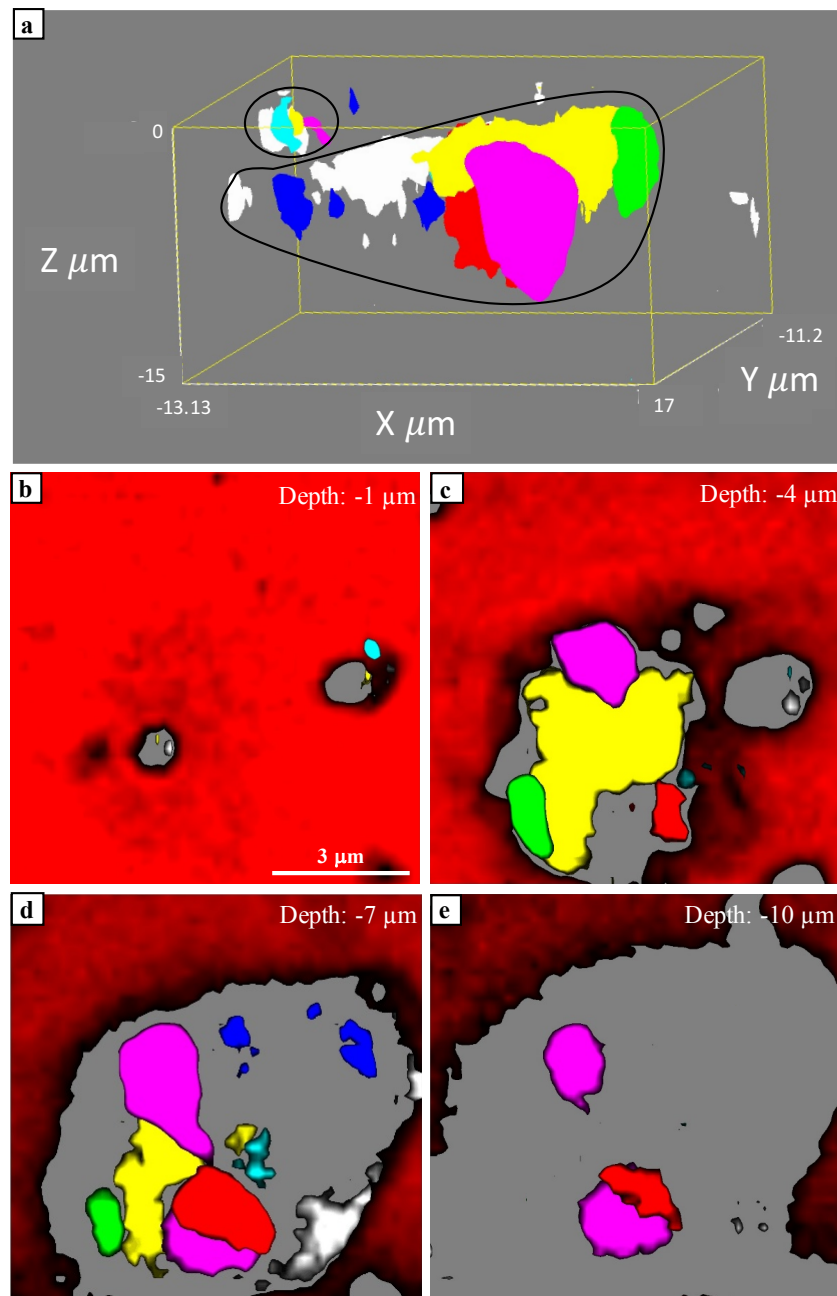 a
0
Z μm
-15
-13.13
X μm
17
Y μm
-11.2
b
Depth: -1 µm
3 µm
c
Depth: -4 µm
d
Depth: -7 µm
e
Depth: -10 µm